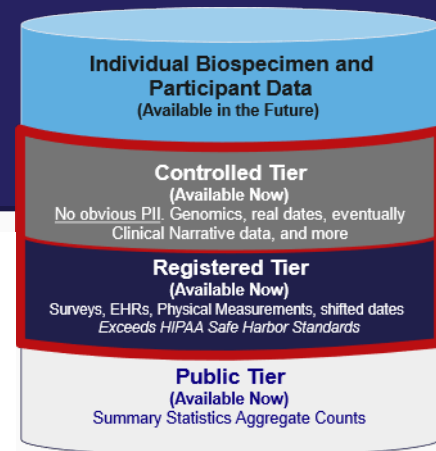 Individual Biospecimen and
Participant Data
(Available in the Future)
Controlled Tier
(Available Now)
No obvious PII. Genomics, real dates, eventually
Clinical Narrative data, and more
Registered Tier
(Available Now)
Surveys, EHRs, Physical Measurements, shifted dates
Exceeds HIPAA Safe Harbor Standards
Public Tier
(Available Now)
Summary Statistics Aggregate Counts